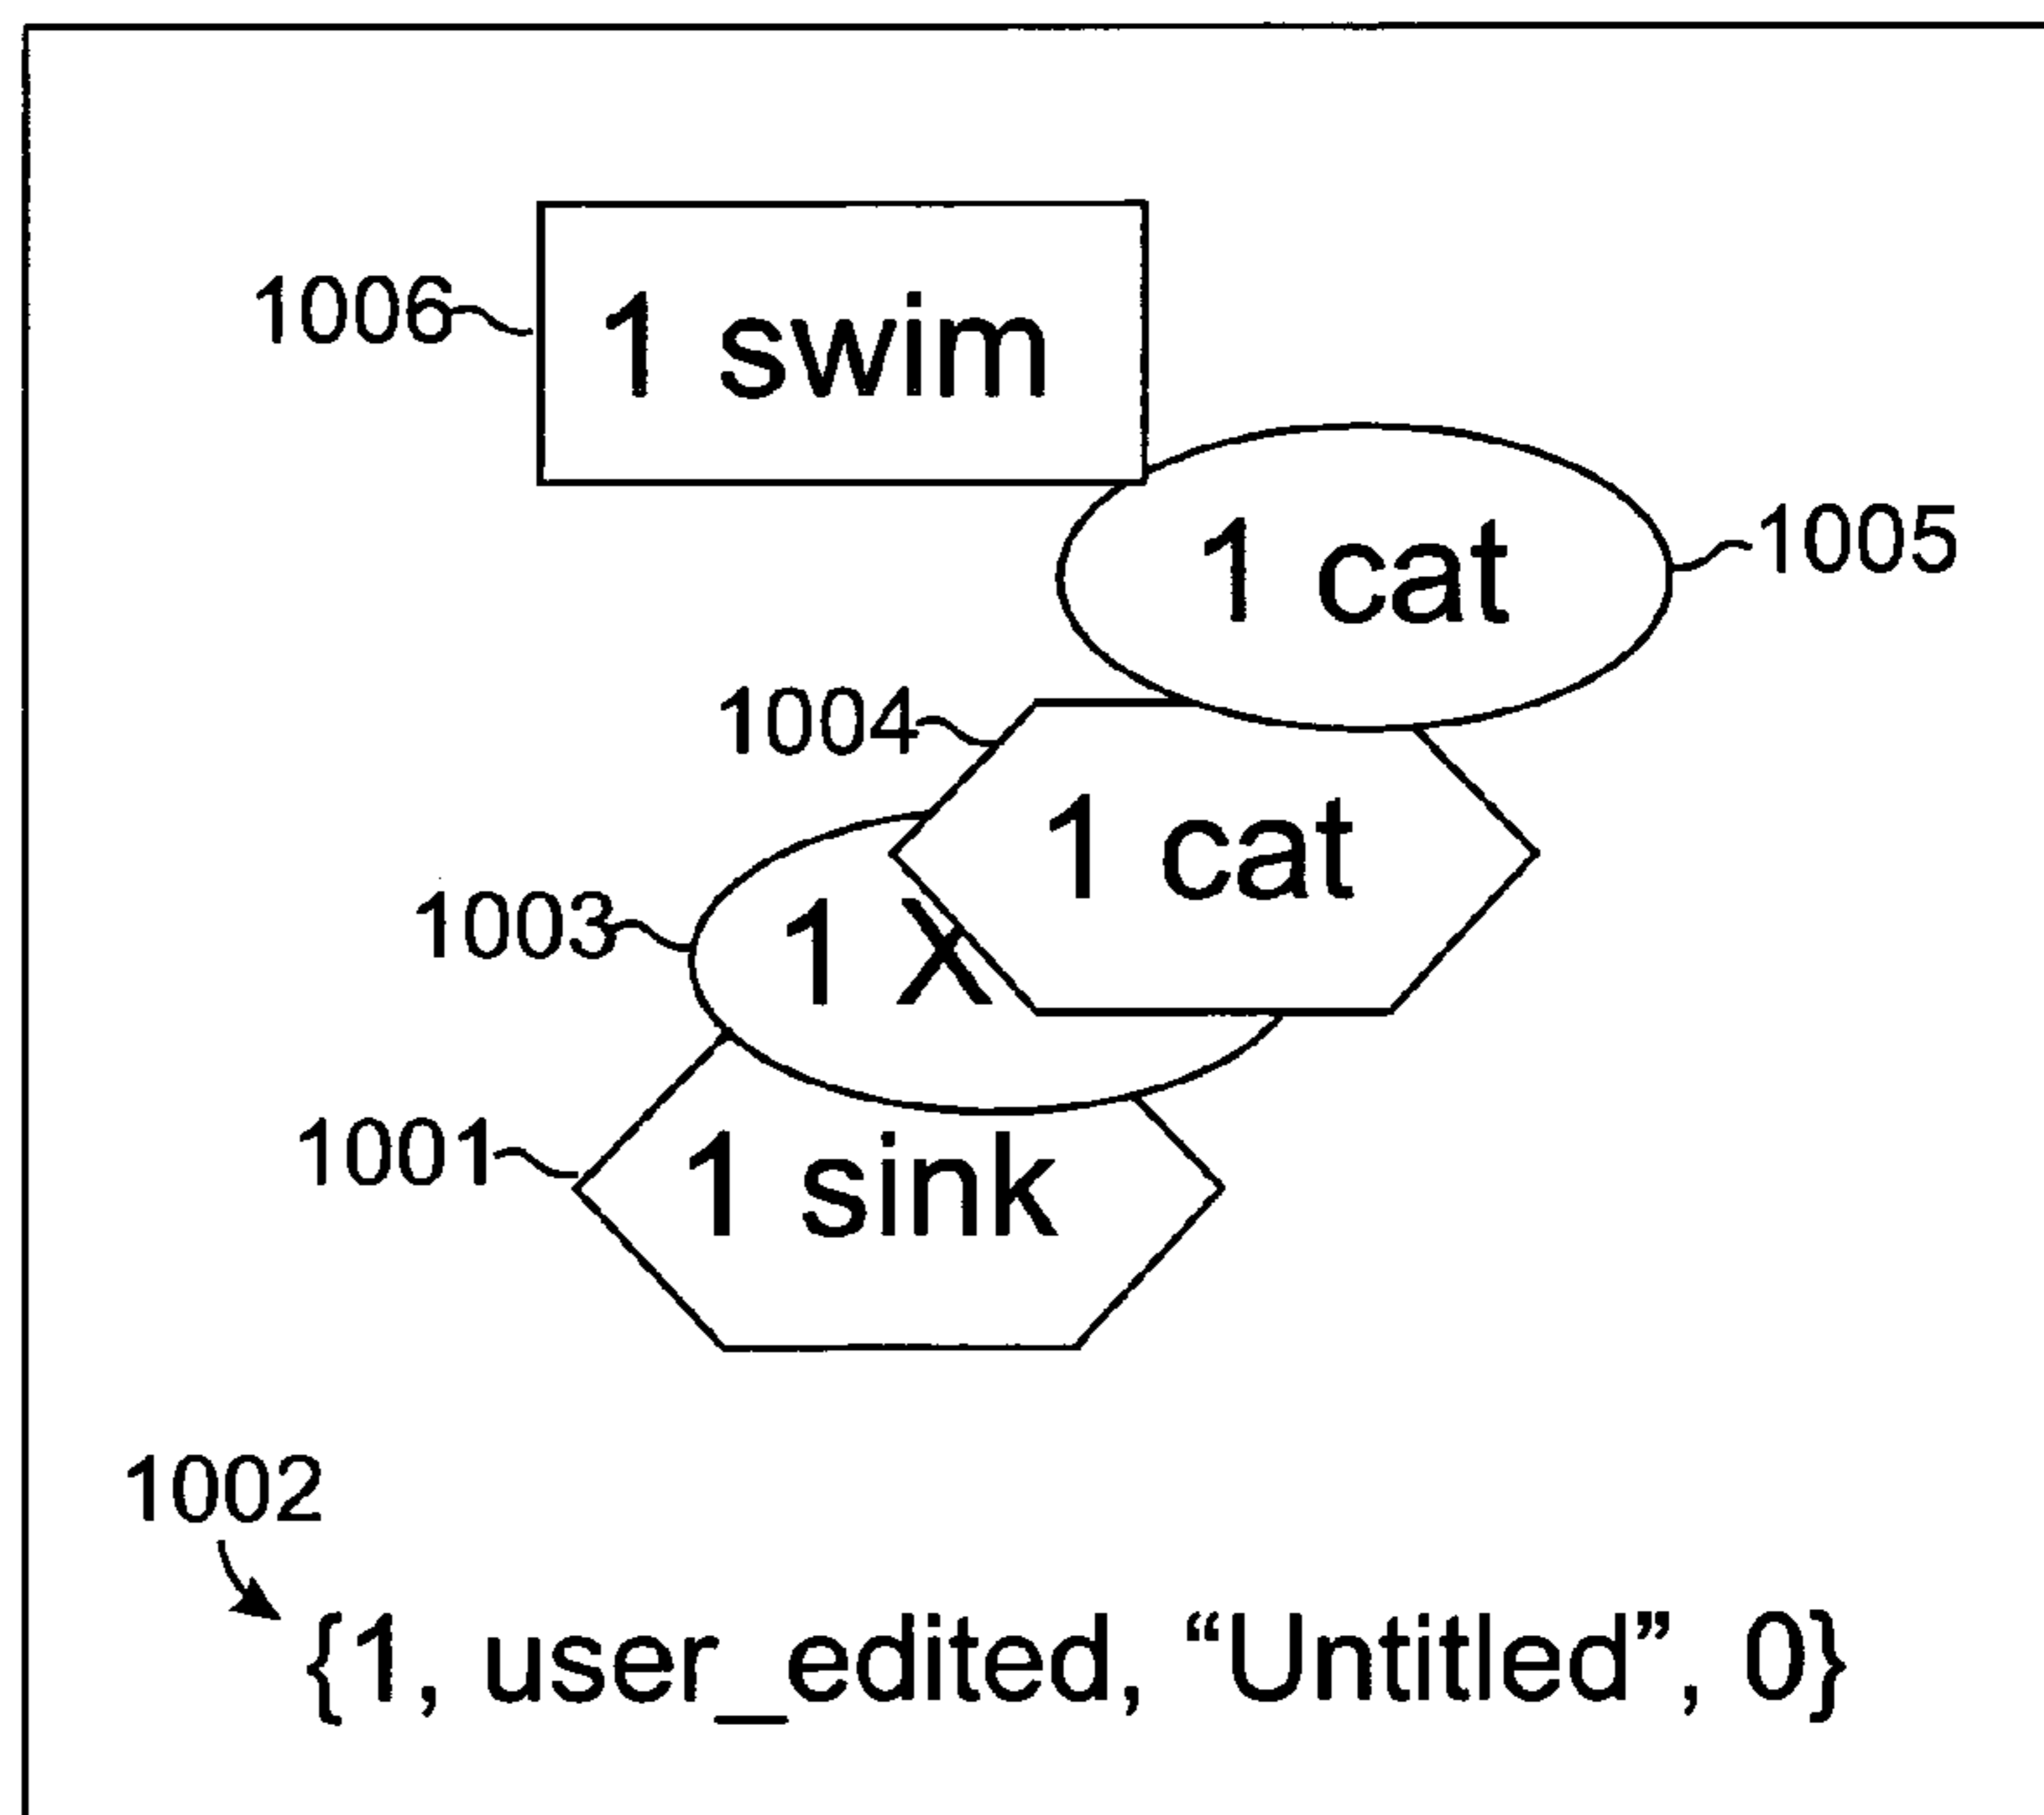 1006
1 swim
1 cat
1005
1004
1 cat
1003
1 X
1001
1 sink
1002
{1, user_edited, “Untitled”, 0}